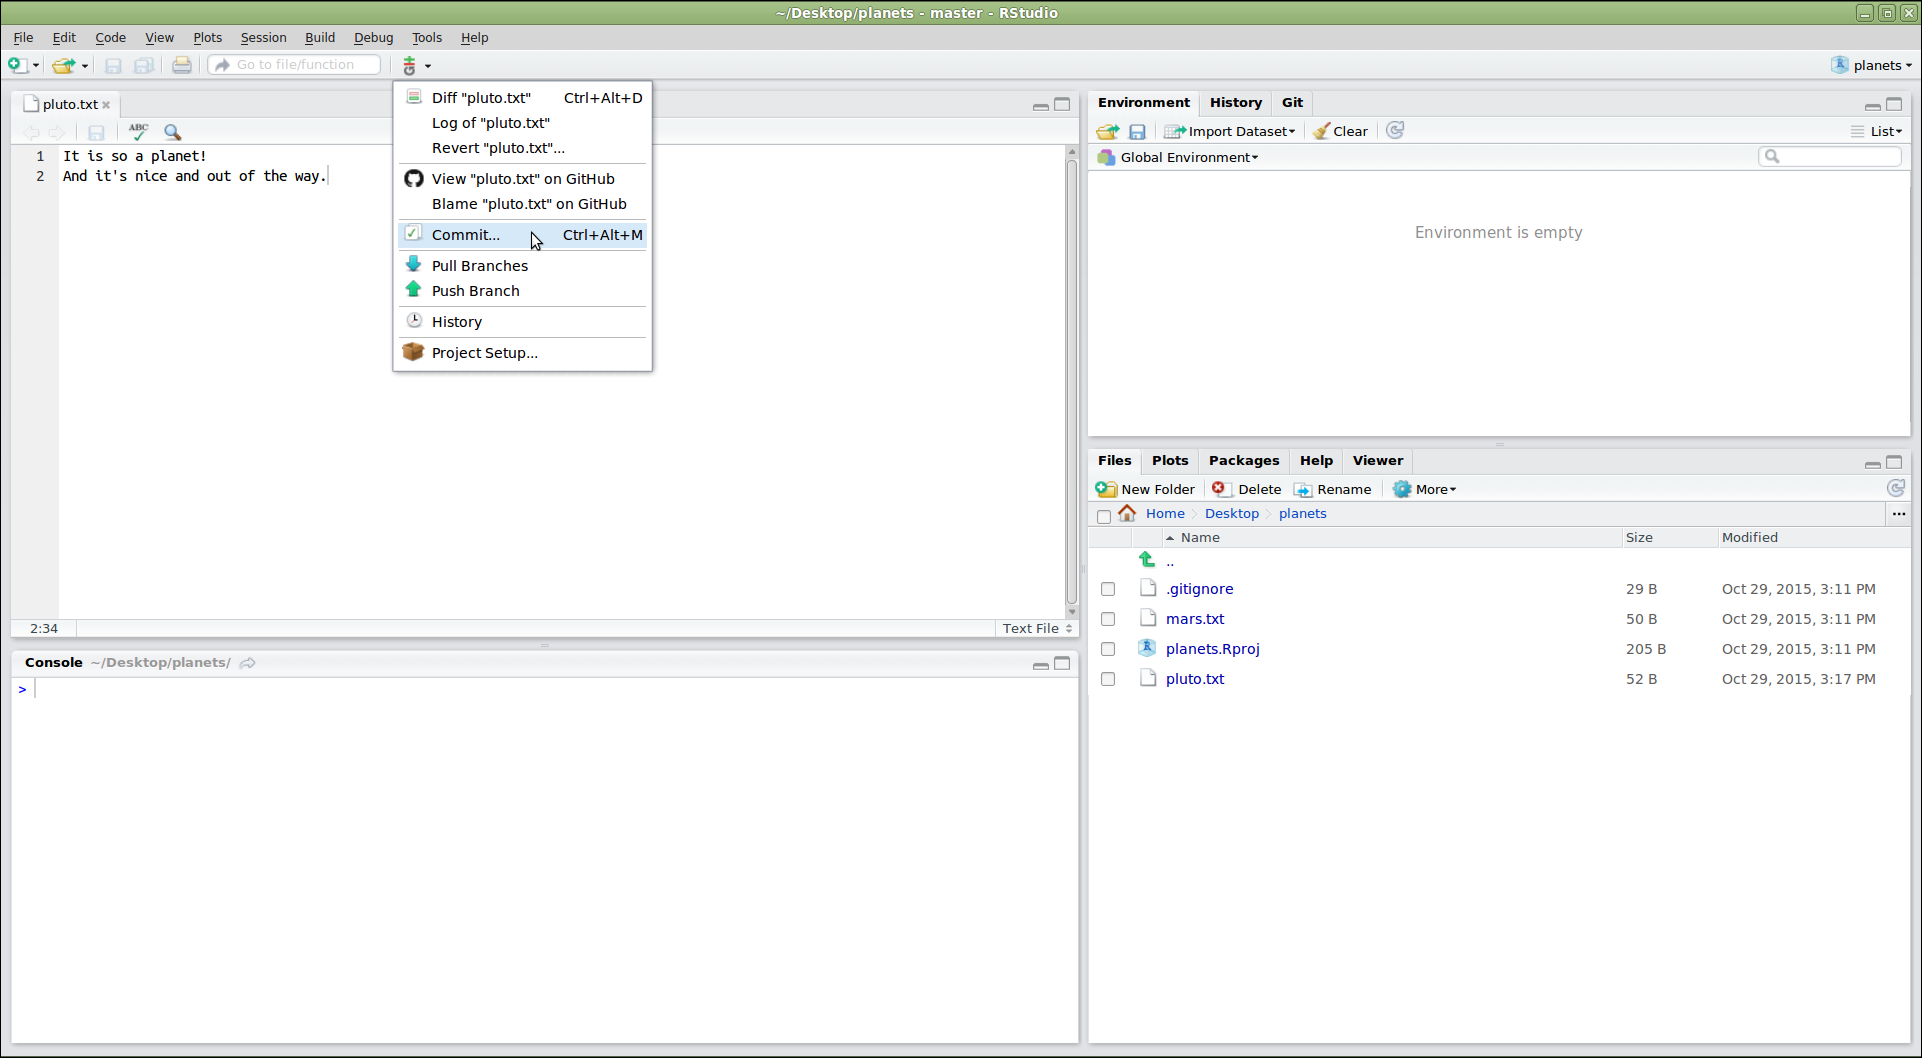 ~/Desktop/planets - master - RStudio
File Edit Code View Plots Session Build Debug Tools Help
Go to file/function
planets
pluto.txt
ABC
1 It is so a planet!
2 And it's nice and out of the way.
2:34
Text File
Diff "pluto.txt" Ctrl+Alt+D
Log of "pluto.txt"
Revert "pluto.txt"...
View "pluto.txt" on GitHub
Blame "pluto.txt" on GitHub
Commit... Ctrl+Alt+M
Pull Branches
Push Branch
History
Project Setup...
Console ~/Desktop/planets/
>
Environment History Git
Import Dataset Clear List
Global Environment
Environment is empty
Files Plots Packages Help Viewer
New Folder Delete Rename More
Home Desktop planets ...
Name Size Modified
..
.gitignore 29 B Oct 29, 2015, 3:11 PM
mars.txt 50 B Oct 29, 2015, 3:11 PM
planets.Rproj 205 B Oct 29, 2015, 3:11 PM
pluto.txt 52 B Oct 29, 2015, 3:17 PM